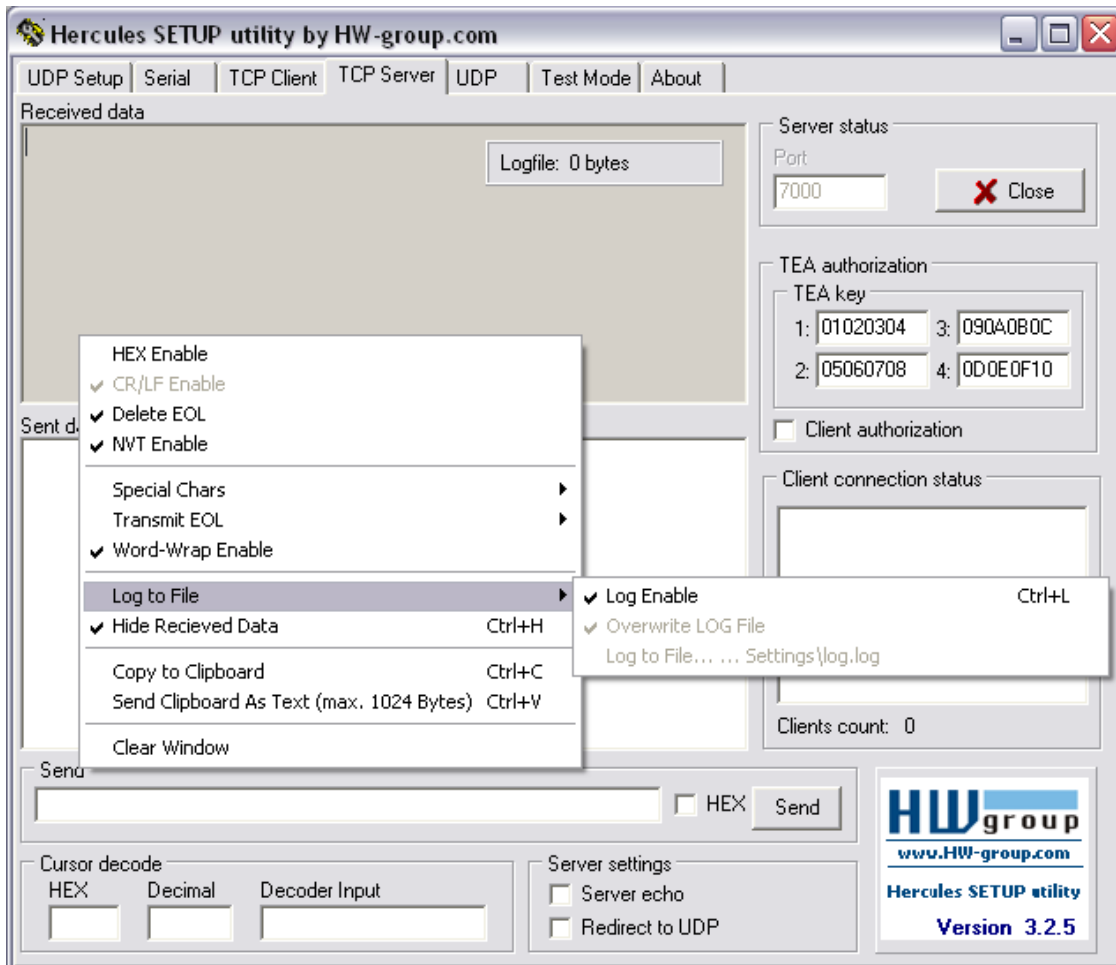 Hercules SETUP utility by HW-group.com
UDP Setup Serial TCP Client TCP Server UDP Test Mode About
Received data
Logfile: 0 bytes
Server status
Port
7000 Close
TEA authorization
TEA key
1: 01020304 3: 090A0B0C
2: 05060708 4: 0D0E0F10
Client authorization
HEX Enable
CR/LF Enable
Delete EOL
NVT Enable
Special Chars
Transmit EOL
Word-Wrap Enable
Log to File
Hide Recieved Data Ctrl+H
Copy to Clipboard Ctrl+C
Send Clipboard As Text (max. 1024 Bytes) Ctrl+V
Clear Window
Log Enable Ctrl+L
Overwrite LOG File
Log to File... ... Settings\log.log
Sent
Client connection status
Clients count: 0
Send
HEX Send
Cursor decode
HEX Decimal Decoder Input
Server settings
Server echo
Redirect to UDP
HWgroup
www.HW-group.com
Hercules SETUP utility
Version 3.2.5